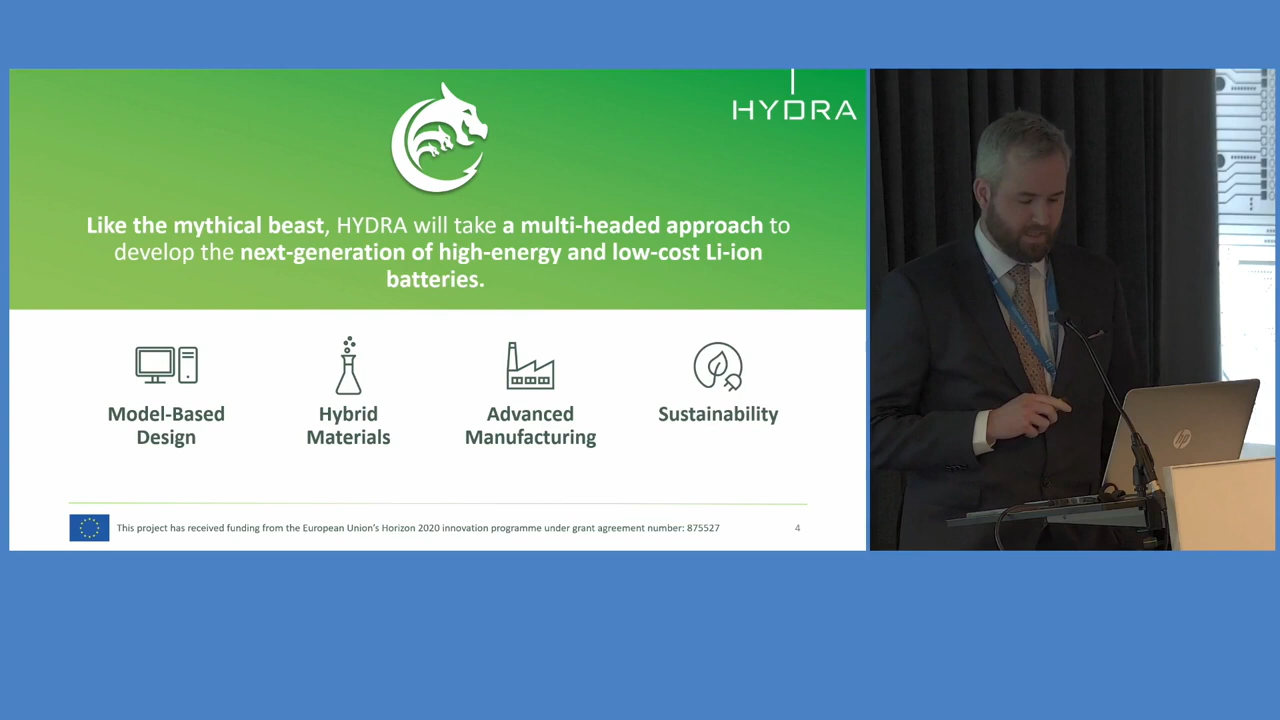 HYDRA
Like the mythical beast, HYDRA will take a multi-headed approach to
develop the next-generation of high-energy and low-cost Li-ion
batteries.
Model-Based
Design
Hybrid
Materials
Advanced
Manufacturing
Sustainability
This project has received funding from the European Union's Horizon 2020 innovation programme under grant agreement number: 875527
4
hp